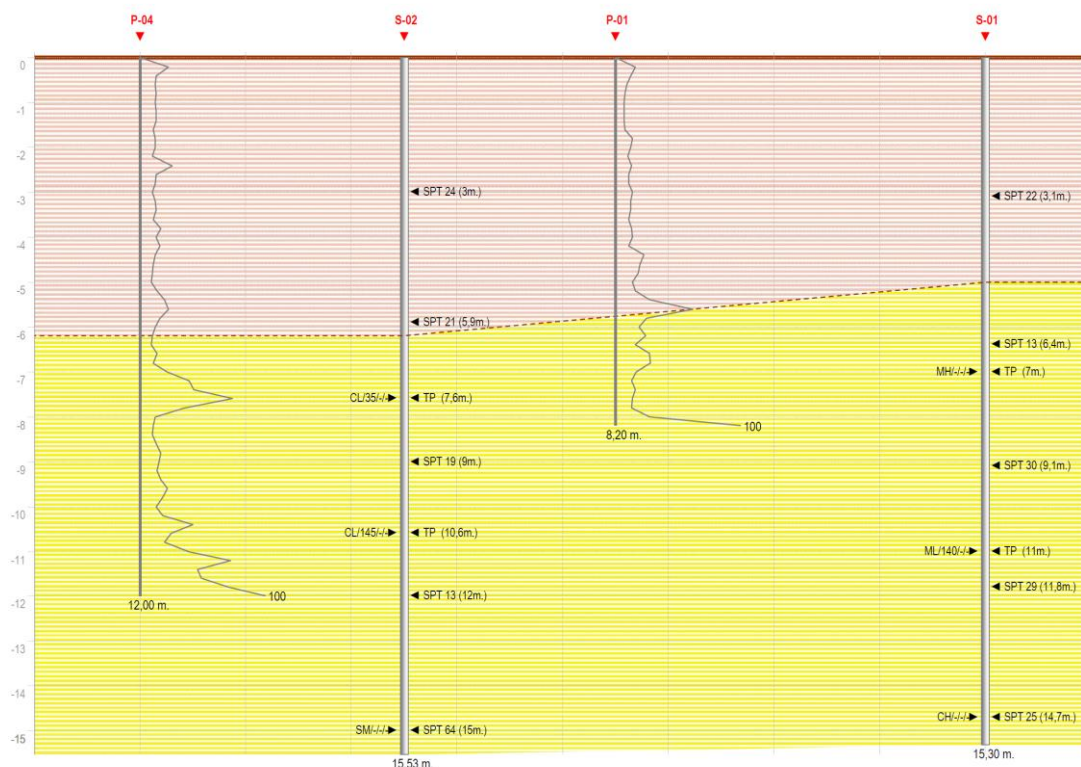 P-04 S-02 P-01 S-01
0
-1
-2
-3
SPT 24 (3m.)
SPT 22 (3,1m.)
-4
-5
SPT 21 (5,9m.)
-6
SPT 13 (6,4m.)
-7
MH/-/-/- TP (7m.)
CL/35/-/- TP (7,6m.)
-8
100
8,20 m.
-9
SPT 19 (9m.)
SPT 30 (9,1m.)
-10
CL/145/-/- TP (10,6m.)
-11
ML/140/-/- TP (11m.)
SPT 29 (11,8m.)
-12
100
12,00 m.
SPT 13 (12m.)
-13
-14
CH/-/-/- SPT 25 (14,7m.)
SM/-/-/- SPT 64 (15m.)
-15
15,53 m.
15,30 m.